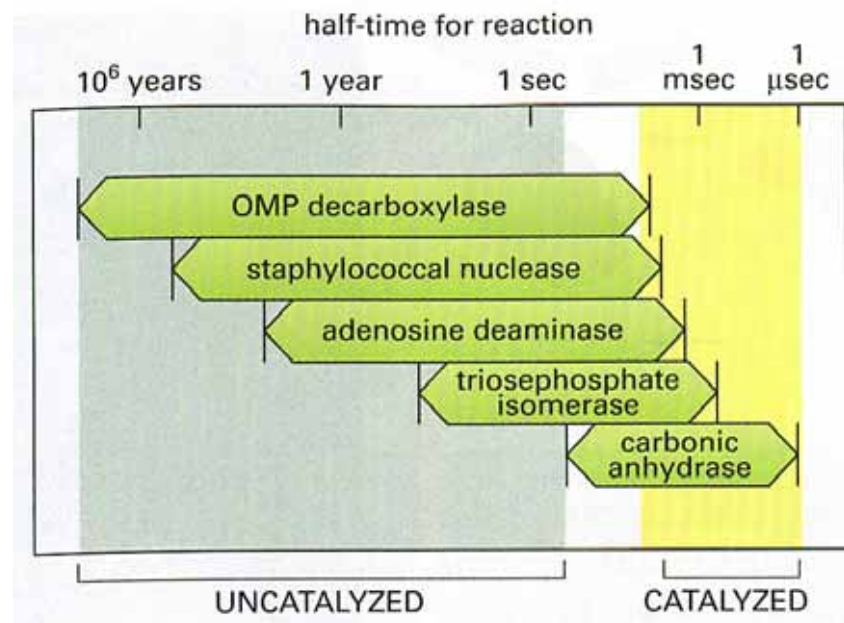 half-time for reaction
10⁶ years 1 year 1 sec 1 msec 1 μsec
OMP decarboxylase
staphylococcal nuclease
adenosine deaminase
triosephosphate
isomerase
carbonic
anhydrase
UNCATALYZED CATALYZED